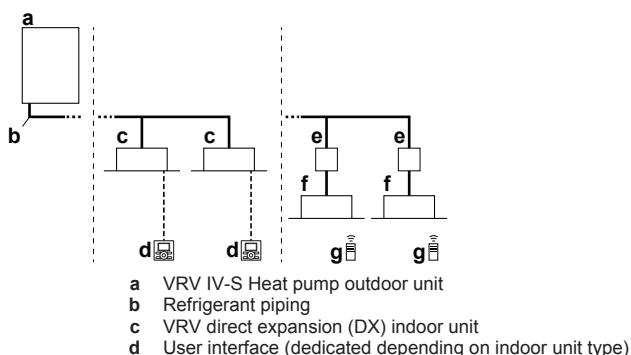 a
b
c c e e
f f
d d g g
a VRV IV-S Heat pump outdoor unit
b Refrigerant piping
c VRV direct expansion (DX) indoor unit
d User interface (dedicated depending on indoor unit type)